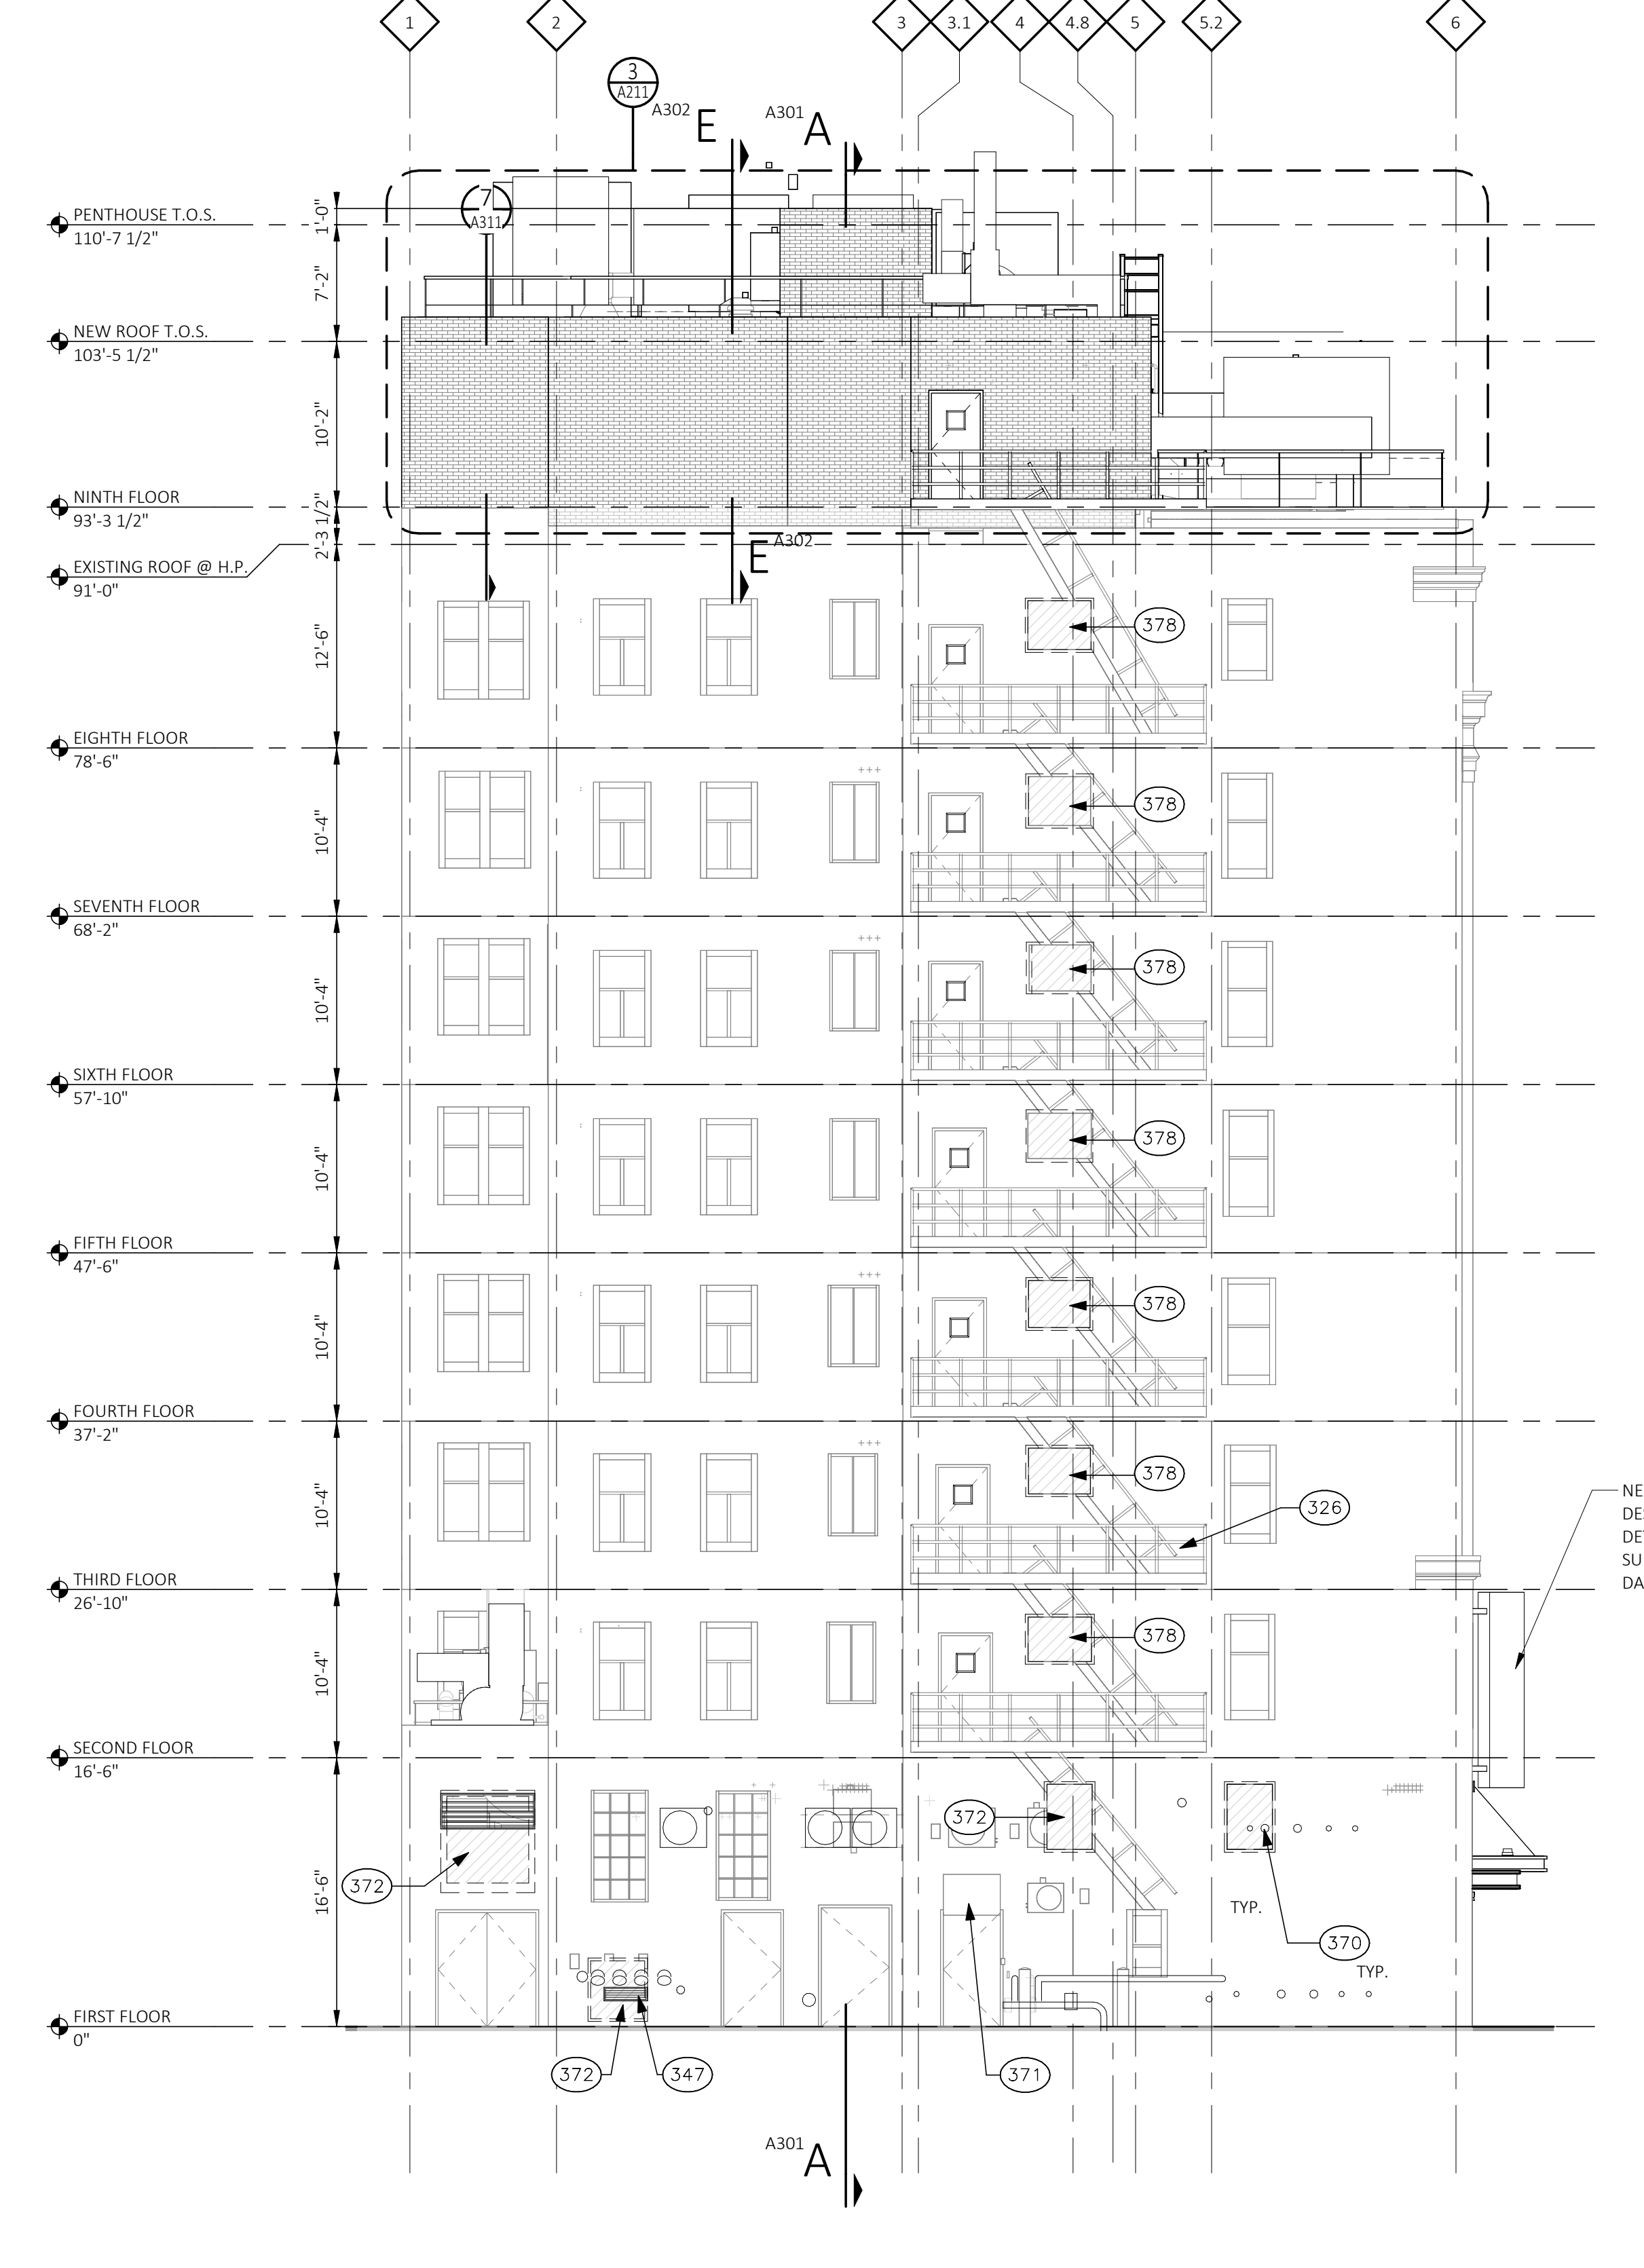 1
2
3
3.1
4
4.8
5
5.2
6
3
A211
A302
E
A301
A
7
A311
PENTHOUSE T.O.S.
110'-7 1/2"
1'-0"
7'-2"
NEW ROOF T.O.S.
103'-5 1/2"
10'-2"
NINTH FLOOR
93'-3 1/2"
2'-3 1/2"
E
A302
EXISTING ROOF @ H.P.
91'-0"
12'-6"
378
EIGHTH FLOOR
78'-6"
10'-4"
378
SEVENTH FLOOR
68'-2"
10'-4"
378
SIXTH FLOOR
57'-10"
10'-4"
378
FIFTH FLOOR
47'-6"
10'-4"
378
FOURTH FLOOR
37'-2"
10'-4"
378
326
NE
DES
DET
SU
DA
THIRD FLOOR
26'-10"
10'-4"
378
SECOND FLOOR
16'-6"
16'-6"
372
372
TYP.
370
TYP.
FIRST FLOOR
0"
372
347
371
A301
A